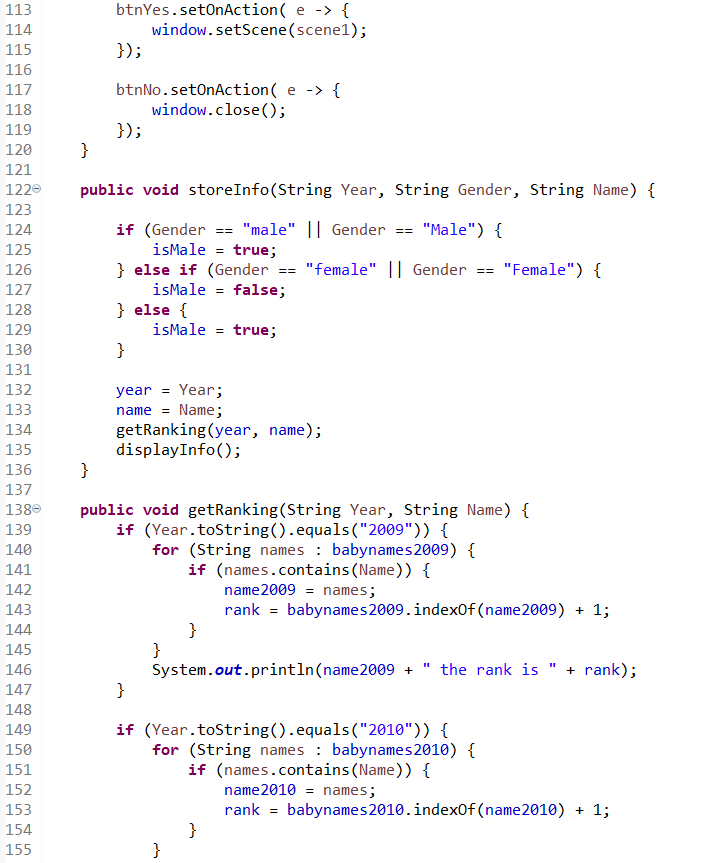 113         btnYes.setOnAction( e -> {
114             window.setScene(scene1);
115         });
116
117         btnNo.setOnAction( e -> {
118             window.close();
119         });
120     }
121
122     public void storeInfo(String Year, String Gender, String Name) {
123
124         if (Gender == "male" || Gender == "Male") {
125             isMale = true;
126         } else if (Gender == "female" || Gender == "Female") {
127             isMale = false;
128         } else {
129             isMale = true;
130         }
131
132         year = Year;
133         name = Name;
134         getRanking(year, name);
135         displayInfo();
136     }
137
138     public void getRanking(String Year, String Name) {
139         if (Year.toString().equals("2009")) {
140             for (String names : babynames2009) {
141                 if (names.contains(Name)) {
142                     name2009 = names;
143                     rank = babynames2009.indexOf(name2009) + 1;
144                 }
145             }
146             System.out.println(name2009 + " the rank is " + rank);
147         }
148
149         if (Year.toString().equals("2010")) {
150             for (String names : babynames2010) {
151                 if (names.contains(Name)) {
152                     name2010 = names;
153                     rank = babynames2010.indexOf(name2010) + 1;
154                 }
155             }